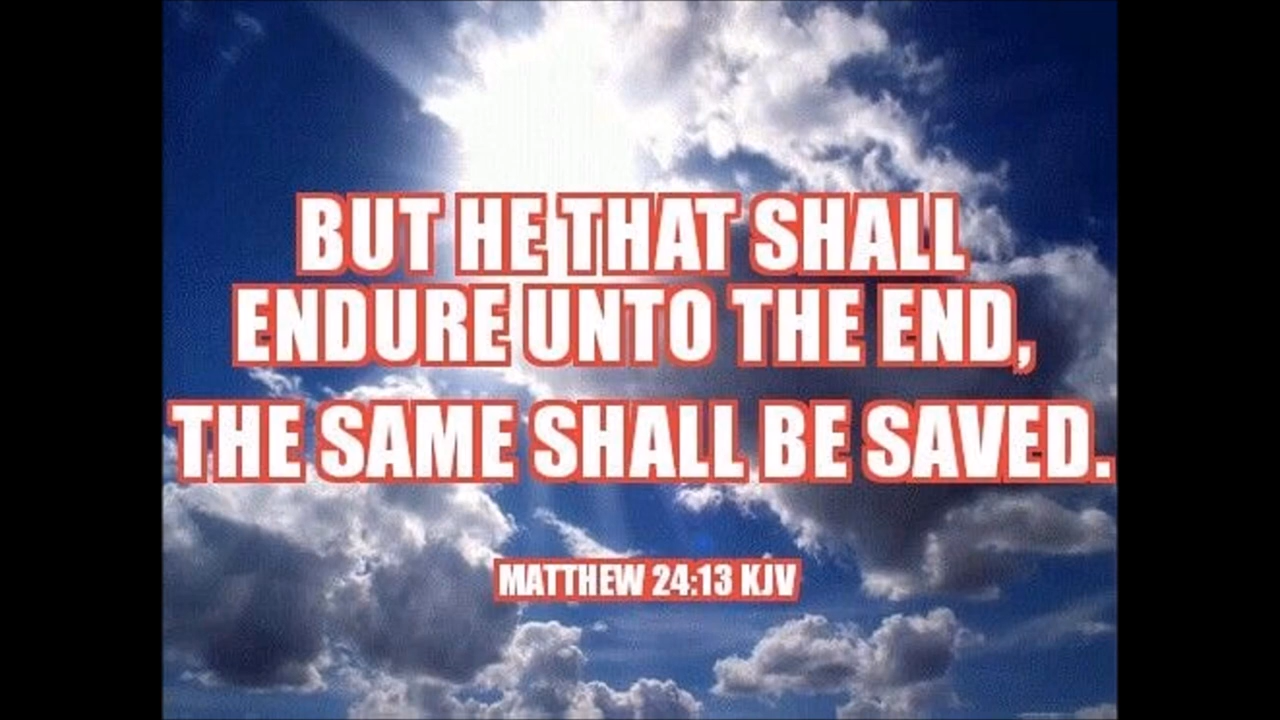 BUT HE THAT SHALL
ENDURE UNTO THE END,
THE SAME SHALL BE SAVED.
MATTHEW 24:13 KJV